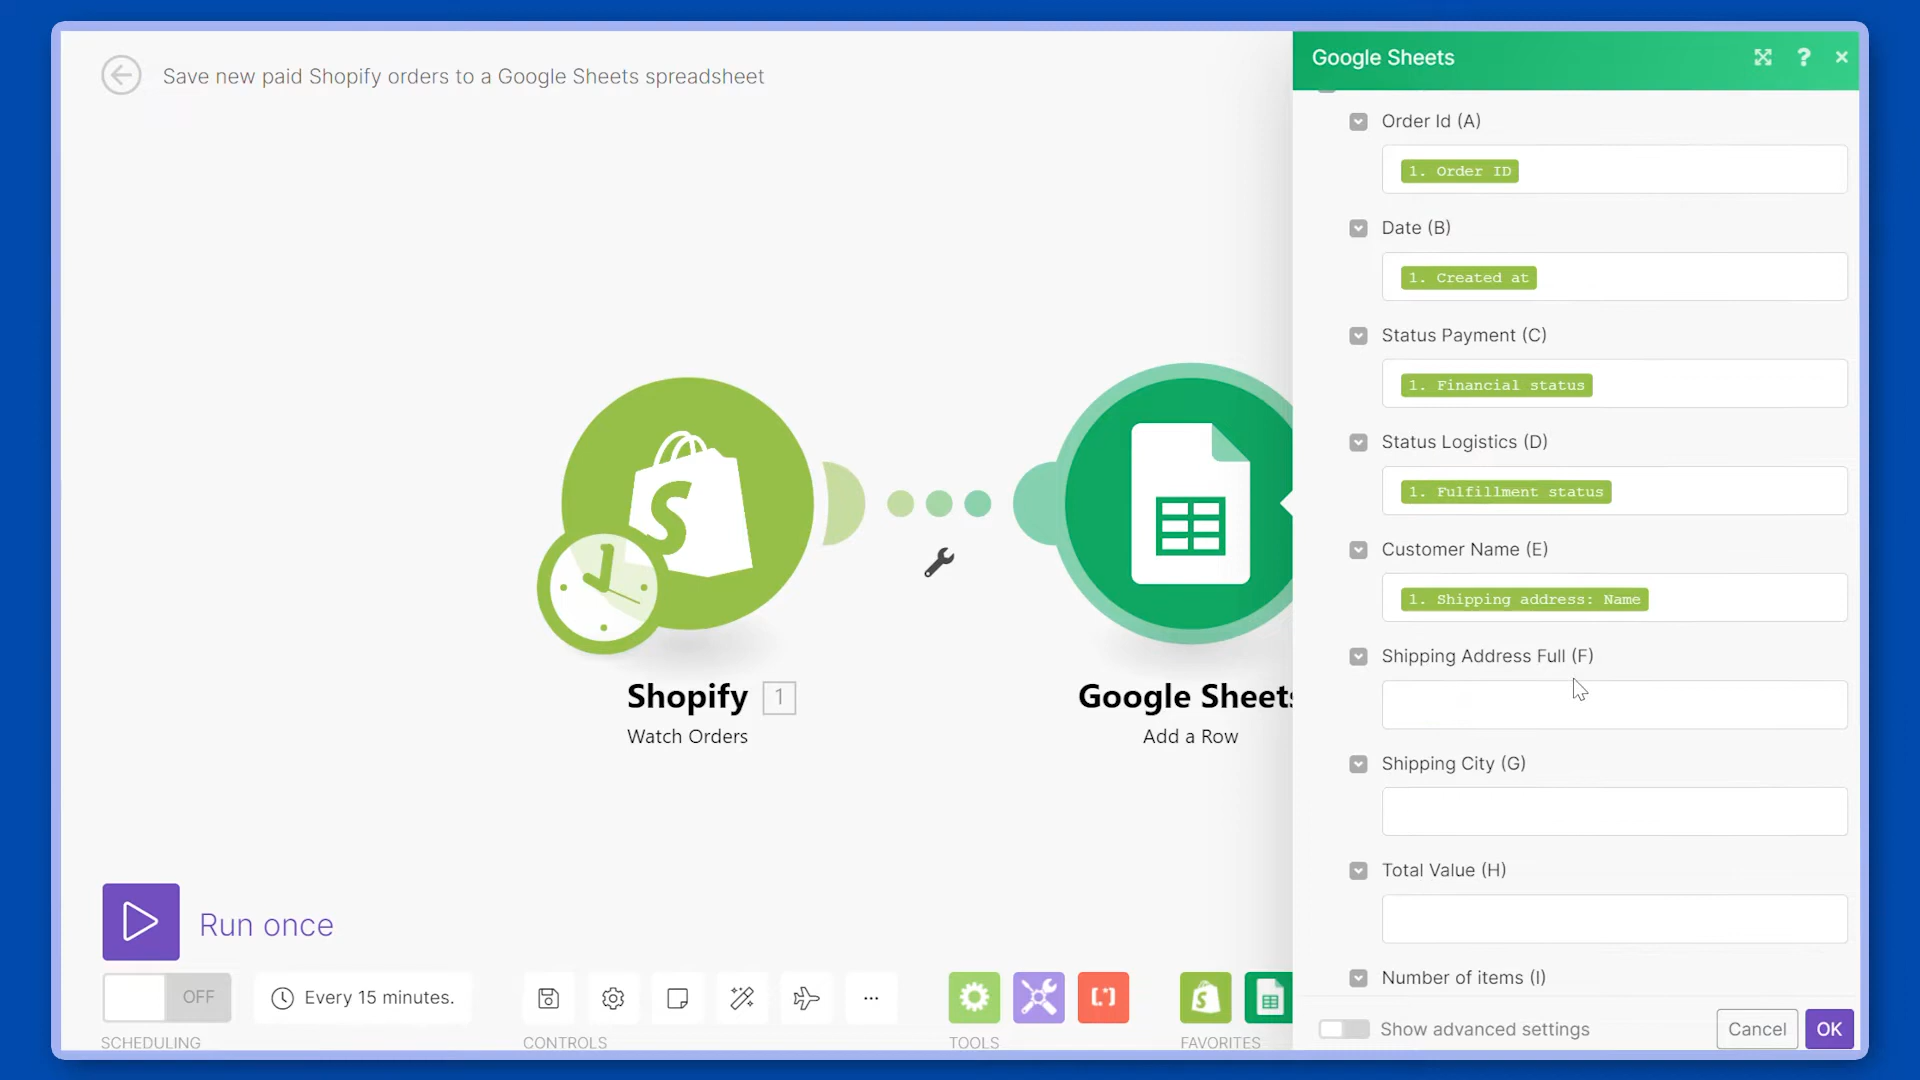 Save new paid Shopify orders to a Google Sheets spreadsheet
Google Sheets
?
Order Id (A)
1. Order ID
Date (B)
1. Created at
Status Payment (C)
1. Financial status
Status Logistics (D)
1. Fulfillment status
Customer Name (E)
1. Shipping address: Name
Shipping Address Full (F)
Shipping City (G)
Total Value (H)
Number of items (I)
Show advanced settings
Cancel
OK
Shopify 1
Watch Orders
Google Sheets
Add a Row
Run once
OFF
Every 15 minutes.
SCHEDULING
CONTROLS
TOOLS
FAVORITES